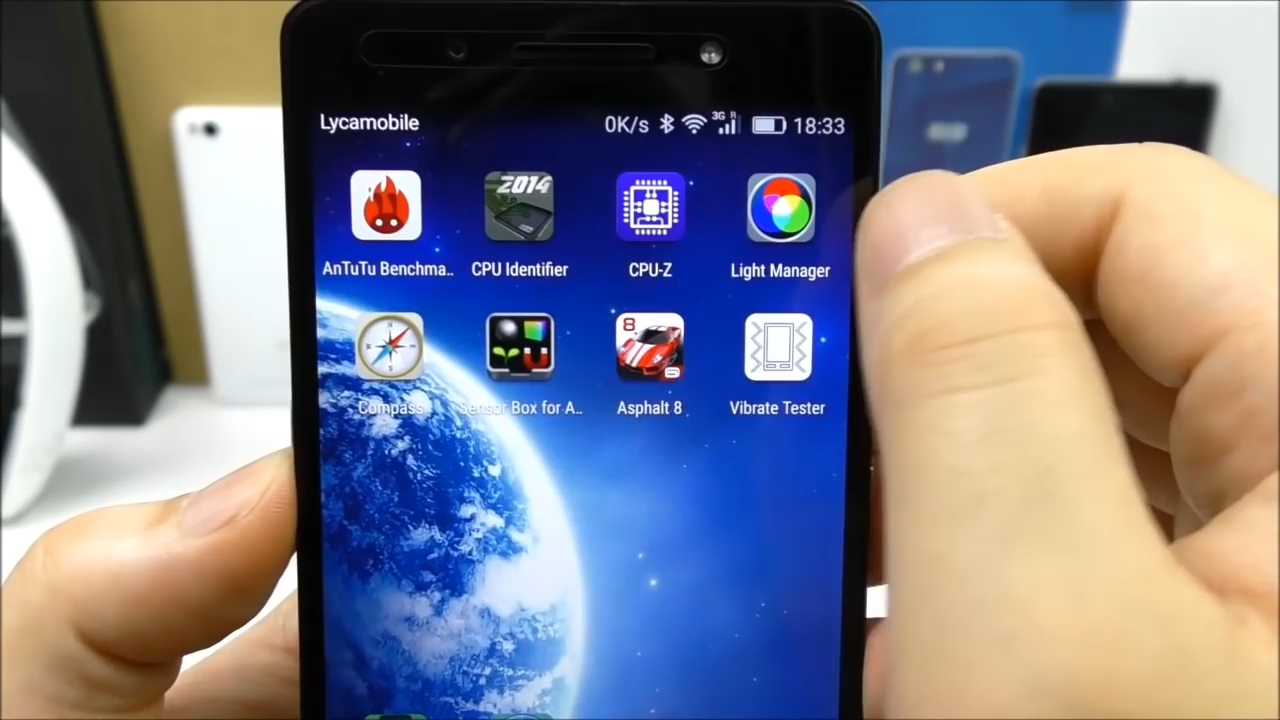 Lycamobile 0K/s 3G R 18:33
2014
AnTuTu Benchma.. CPU Identifier CPU-Z Light Manager
8
Compass Sensor Box for A.. Asphalt 8 Vibrate Tester